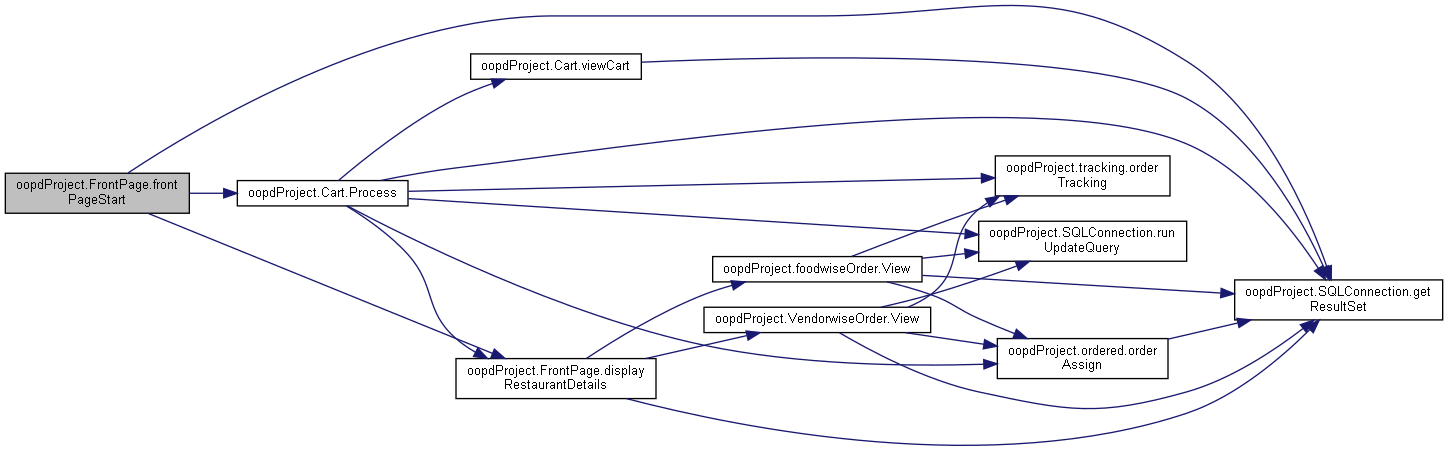 oopdProject.Cart.viewCart
oopdProject.FrontPage.front
PageStart
oopdProject.Cart.Process
oopdProject.tracking.order
Tracking
oopdProject.SQLConnection.run
UpdateQuery
oopdProject.foodwiseOrder.View
oopdProject.SQLConnection.get
ResultSet
oopdProject.VendorwiseOrder.View
oopdProject.ordered.order
Assign
oopdProject.FrontPage.display
RestaurantDetails